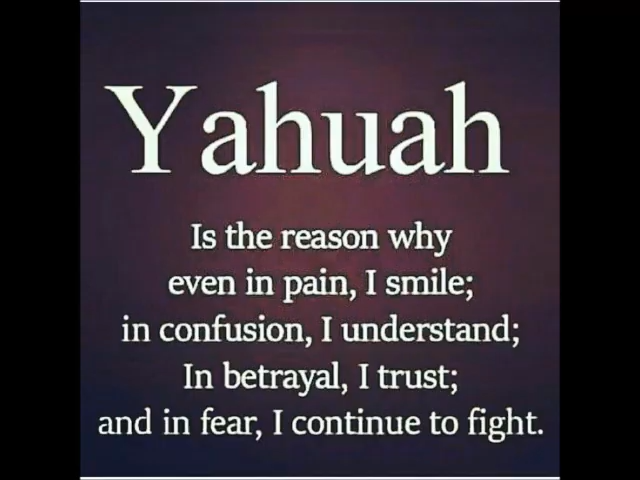 Yahuah
Is the reason why
even in pain, I smile;
in confusion, I understand;
In betrayal, I trust;
and in fear, I continue to fight.